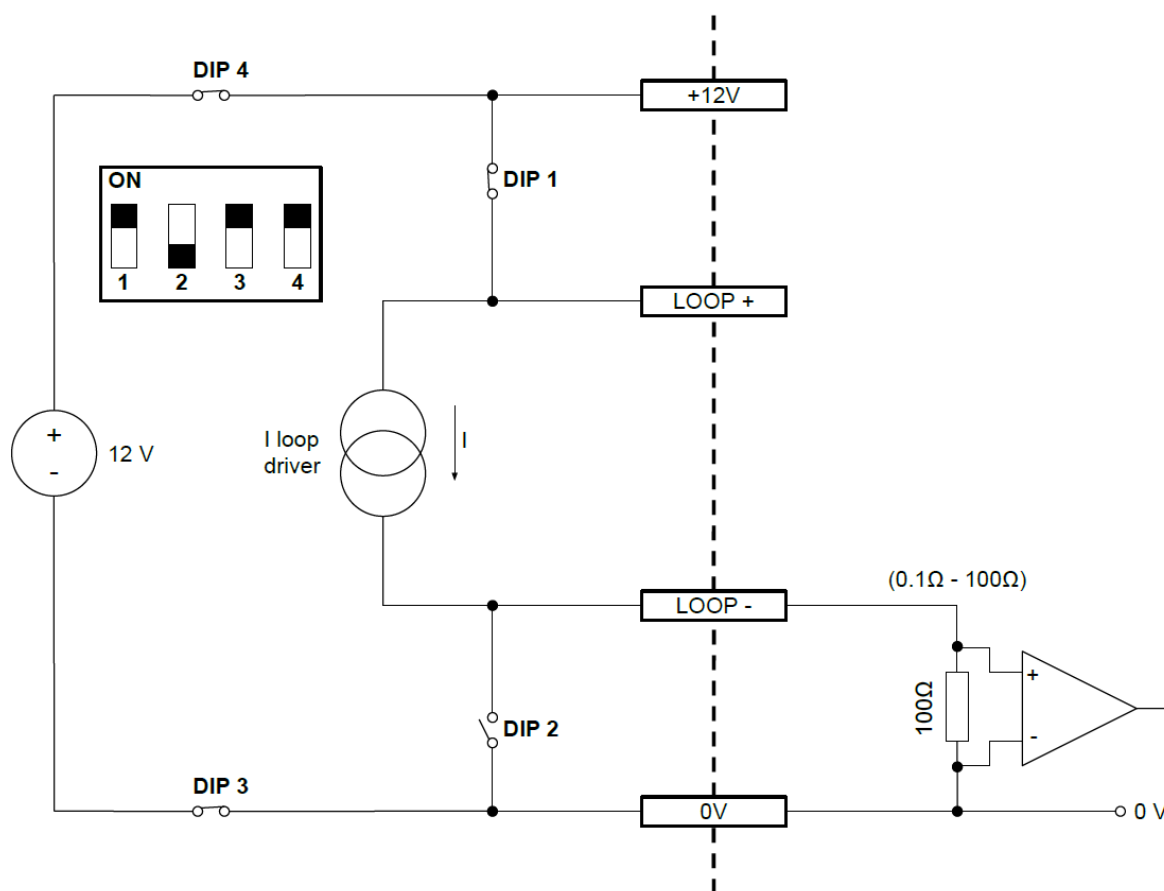 DIP 4
+12V
ON
1 2 3 4
DIP 1
LOOP +
+
-
12 V
I loop
driver
I
(0.1Ω - 100Ω)
LOOP -
100Ω
+
-
DIP 2
DIP 3
0V
0 V